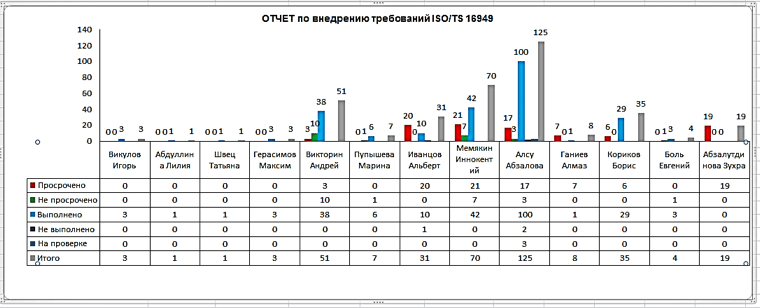 ОТЧЕТ по внедрению требований ISO/TS 16949
140
120
100
80
60
40
20
0
0 0 3 3
0 0 1 1
0 0 1 1
0 0 3 3
3 10 38 51
0 1 6 7
20 0 10 31
21 7 42 70
17 3 100 125
7 0 1 8
6 0 29 35
0 1 3 4
19 0 0 19
Викулов Игорь
Абдуллина Лилия
Швец Татьяна
Герасимов Максим
Викторин Андрей
Пупышева Марина
Иванцов Альберт
Мемякин Иннокентий
Алсу Абзалова
Ганиев Алмаз
Кориков Борис
Боль Евгений
Абзалутдинова Зухра
Просрочено 0 0 0 0 3 0 20 21 17 7 6 0 19
Не просрочено 10 1 0 7 3 0 0 1 0
Выполнено 3 1 1 3 38 6 10 42 100 1 29 3 0
Не выполнено 0 0 0 0 0 0 1 0 2 0 0 0 0
На проверке 0 0 0 0 0 0 0 0 3 0 0 0 0
Итого 3 1 1 3 51 7 31 70 125 8 35 4 19